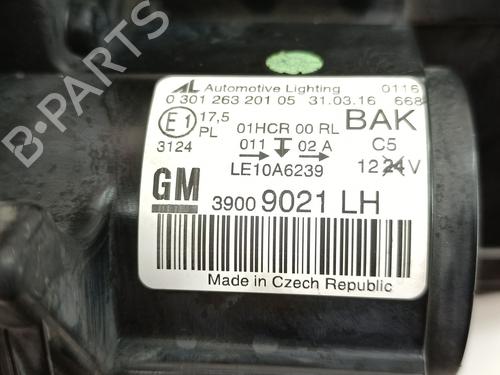 AL Automotive Lighting 0116
0 301 263 201 05 31.03.16 668
E1 17,5 01HCR 00 RL BAK
PL 011 02 A C5
3124 LE10A6239 12 24 V
GM 3900 9021 LH
Made in Czech Republic
B-PARTS